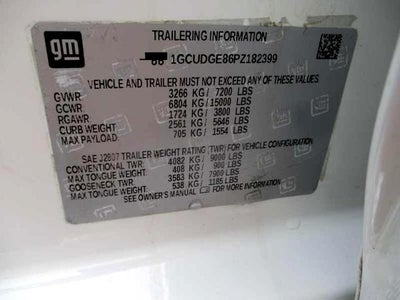 gm
TRAILERING INFORMATION
1GCUDGE86PZ182399
VEHICLE AND TRAILER MUST NOT EXCEED ANY OF THESE VALUES
GVWR: 3266 KG / 7200 LBS
GCWR: 6804 KG / 15000 LBS
RGAWR: 1724 KG / 3800 LBS
CURB WEIGHT: 2561 KG / 5646 LBS
MAX PAYLOAD: 705 KG / 1554 LBS
SAE J2807 TRAILER WEIGHT RATING (TWR) FOR VEHICLE CONFIGURATION
CONVENTIONAL TWR: 4082 KG / 9000 LBS
MAX TONGUE WEIGHT: 408 KG / 900 LBS
GOOSENECK TWR: 3583 KG / 7900 LBS
MAX TONGUE WEIGHT: 538 KG / 1185 LBS
SEE OWNER'S MANUAL FOR MORE INFORMATION